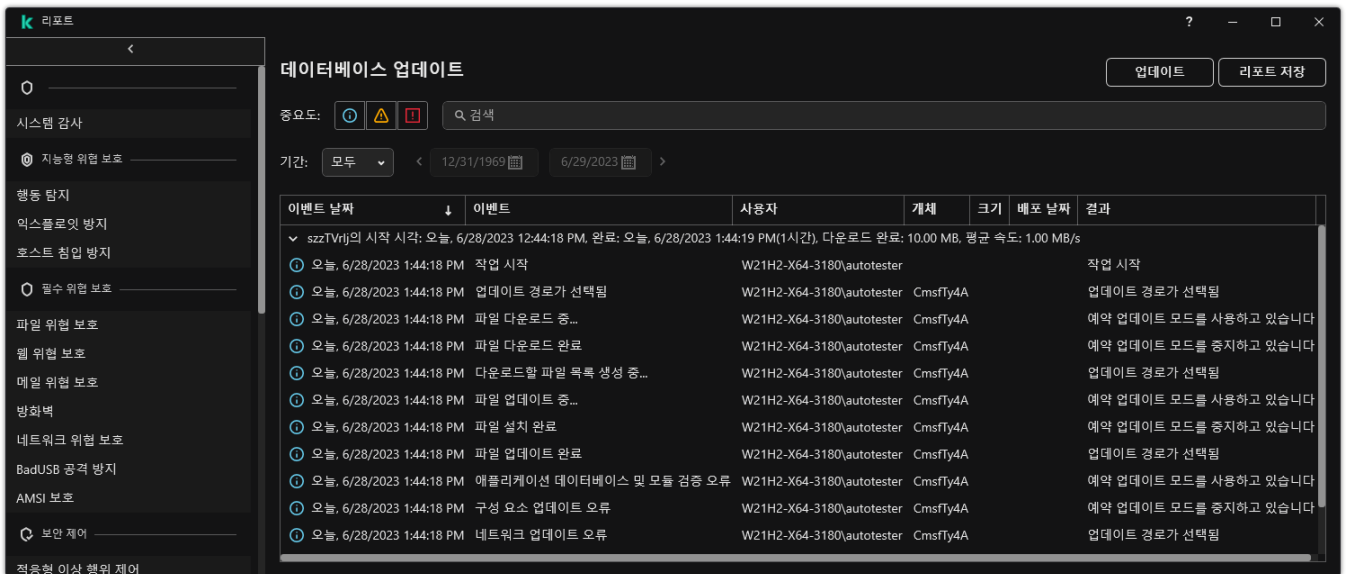 리포트
?
데이터베이스 업데이트
업데이트
리포트 저장
중요도:
검색
기간:
모두
12/31/1969
6/29/2023
시스템 감사
지능형 위협 보호
행동 탐지
익스플로잇 방지
호스트 침입 방지
필수 위협 보호
파일 위협 보호
웹 위협 보호
메일 위협 보호
방화벽
네트워크 위협 보호
BadUSB 공격 방지
AMSI 보호
보안 제어
적응형 이상 행위 제어
이벤트 날짜 ↓ 이벤트 사용자 개체 크기 배포 날짜 결과
szzTVrlj의 시작 시각: 오늘, 6/28/2023 12:44:18 PM, 완료: 오늘, 6/28/2023 1:44:19 PM(1시간), 다운로드 완료: 10.00 MB, 평균 속도: 1.00 MB/s
오늘, 6/28/2023 1:44:18 PM 작업 시작 W21H2-X64-3180\autotester 작업 시작
오늘, 6/28/2023 1:44:18 PM 업데이트 경로가 선택됨 W21H2-X64-3180\autotester CmsfTy4A 업데이트 경로가 선택됨
오늘, 6/28/2023 1:44:18 PM 파일 다운로드 중... W21H2-X64-3180\autotester CmsfTy4A 예약 업데이트 모드를 사용하고 있습니다
오늘, 6/28/2023 1:44:18 PM 파일 다운로드 완료 W21H2-X64-3180\autotester CmsfTy4A 예약 업데이트 모드를 중지하고 있습니다
오늘, 6/28/2023 1:44:18 PM 다운로드할 파일 목록 생성 중... W21H2-X64-3180\autotester CmsfTy4A 업데이트 경로가 선택됨
오늘, 6/28/2023 1:44:18 PM 파일 업데이트 중... W21H2-X64-3180\autotester CmsfTy4A 예약 업데이트 모드를 사용하고 있습니다
오늘, 6/28/2023 1:44:18 PM 파일 설치 완료 W21H2-X64-3180\autotester CmsfTy4A 예약 업데이트 모드를 중지하고 있습니다
오늘, 6/28/2023 1:44:18 PM 파일 업데이트 완료 W21H2-X64-3180\autotester CmsfTy4A 업데이트 경로가 선택됨
오늘, 6/28/2023 1:44:18 PM 애플리케이션 데이터베이스 및 모듈 검증 오류 W21H2-X64-3180\autotester CmsfTy4A 예약 업데이트 모드를 사용하고 있습니다
오늘, 6/28/2023 1:44:18 PM 구성 요소 업데이트 오류 W21H2-X64-3180\autotester CmsfTy4A 예약 업데이트 모드를 중지하고 있습니다
오늘, 6/28/2023 1:44:18 PM 네트워크 업데이트 오류 W21H2-X64-3180\autotester CmsfTy4A 업데이트 경로가 선택됨